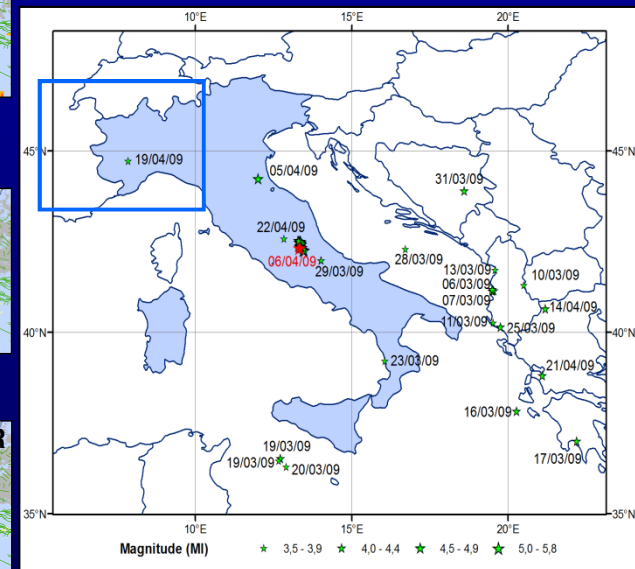 10°E 15°E 20°E
45°N
19/04/09
05/04/09
31/03/09
22/04/09
06/04/09
29/03/09
28/03/09
13/03/09
06/03/09
07/03/09
10/03/09
14/04/09
11/03/09
25/03/09
40°N
40°N
23/03/09
21/04/09
16/03/09
17/03/09
19/03/09
19/03/09
20/03/09
35°N
35°N
10°E 15°E 20°E
Magnitude (Ml) 3,5 - 3,9 4,0 - 4,4 4,5 - 4,9 5,0 - 5,8
R